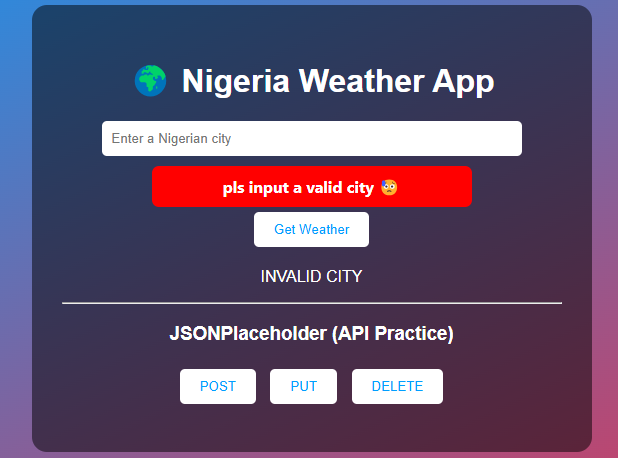 Nigeria Weather App
Enter a Nigerian city
pls input a valid city
Get Weather
INVALID CITY
JSONPlaceholder (API Practice)
POST PUT DELETE